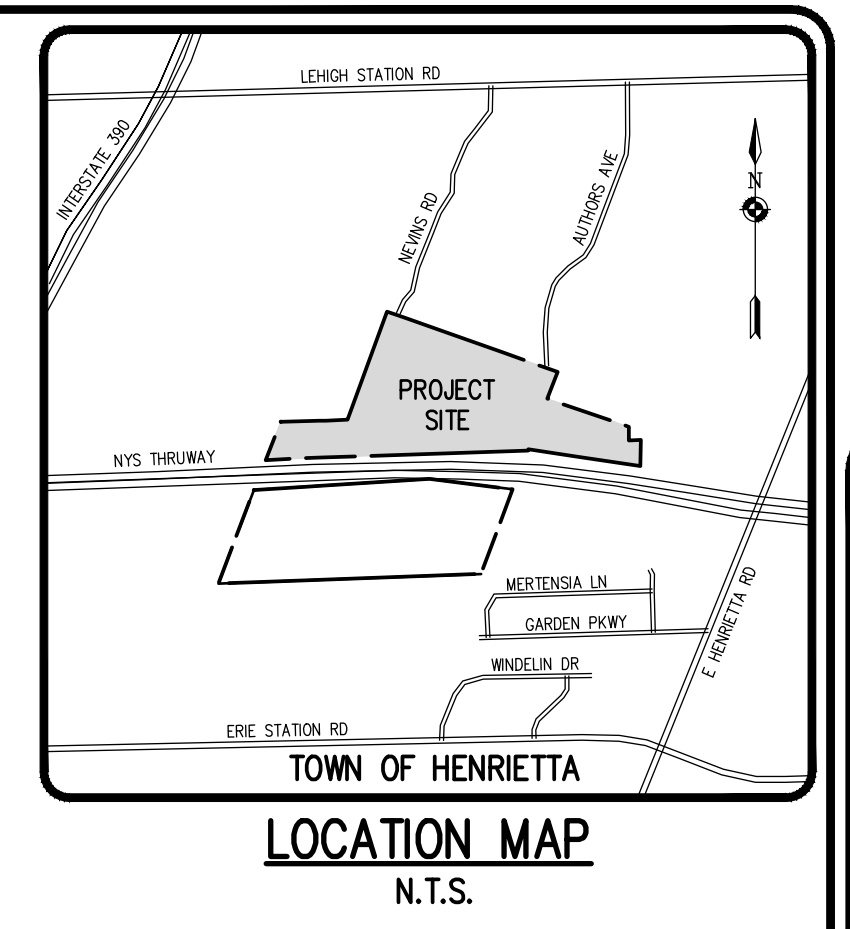 LEHIGH STATION RD
INTERSTATE 390
NEVINS RD
AUTHORS AVE
N
PROJECT
SITE
NYS THRUWAY
MERTENSIA LN
GARDEN PKWY
E HENRIETTA RD
WINDELIN DR
ERIE STATION RD
TOWN OF HENRIETTA
LOCATION MAP
N.T.S.